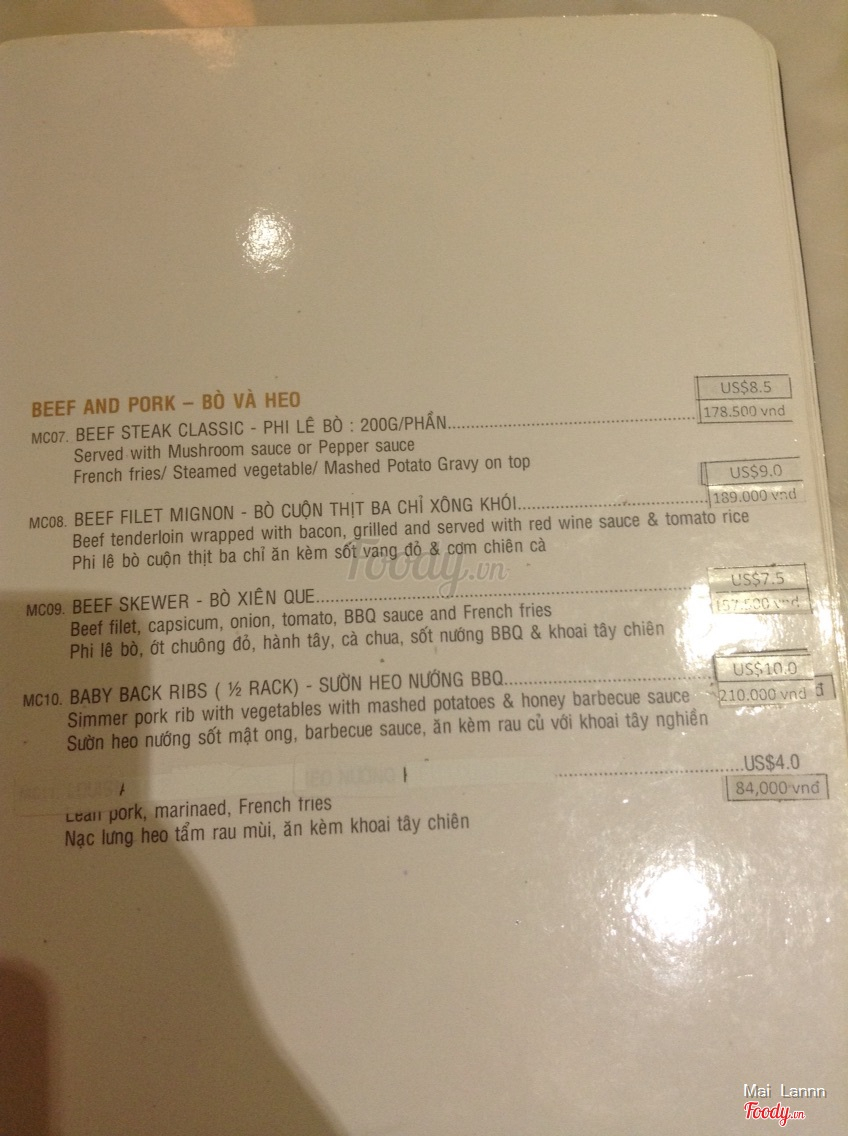 BEEF AND PORK – BÒ VÀ HEO
US$8.5
MC07. BEEF STEAK CLASSIC - PHI LÊ BÒ : 200G/PHẦN
178.500 vnd
Served with Mushroom sauce or Pepper sauce
French fries/ Steamed vegetable/ Mashed Potato Gravy on top
US$9.0
MC08. BEEF FILET MIGNON - BÒ CUỘN THỊT BA CHỈ XÔNG KHÓI
189.000 vnd
Beef tenderloin wrapped with bacon, grilled and served with red wine sauce & tomato rice
Phi lê bò cuộn thịt ba chỉ ăn kèm sốt vang đỏ & cơm chiên cà
Foody.vn
US$7.5
MC09. BEEF SKEWER - BÒ XIÊN QUE
157.500 vnd
Beef filet, capsicum, onion, tomato, BBQ sauce and French fries
Phi lê bò, ớt chuông đỏ, hành tây, cà chua, sốt nướng BBQ & khoai tây chiên
US$10.0
MC10. BABY BACK RIBS ( ½ RACK) - SƯỜN HEO NƯỚNG BBQ
210.000 vnd đ
Simmer pork rib with vegetables with mashed potatoes & honey barbecue sauce
Sườn heo nướng sốt mật ong, barbecue sauce, ăn kèm rau củ với khoai tây nghiền
US$4.0
84,000 vnđ
Lean pork, marinaed, French fries
Nạc lưng heo tẩm rau mùi, ăn kèm khoai tây chiên
Mai Lannn
Foody.vn